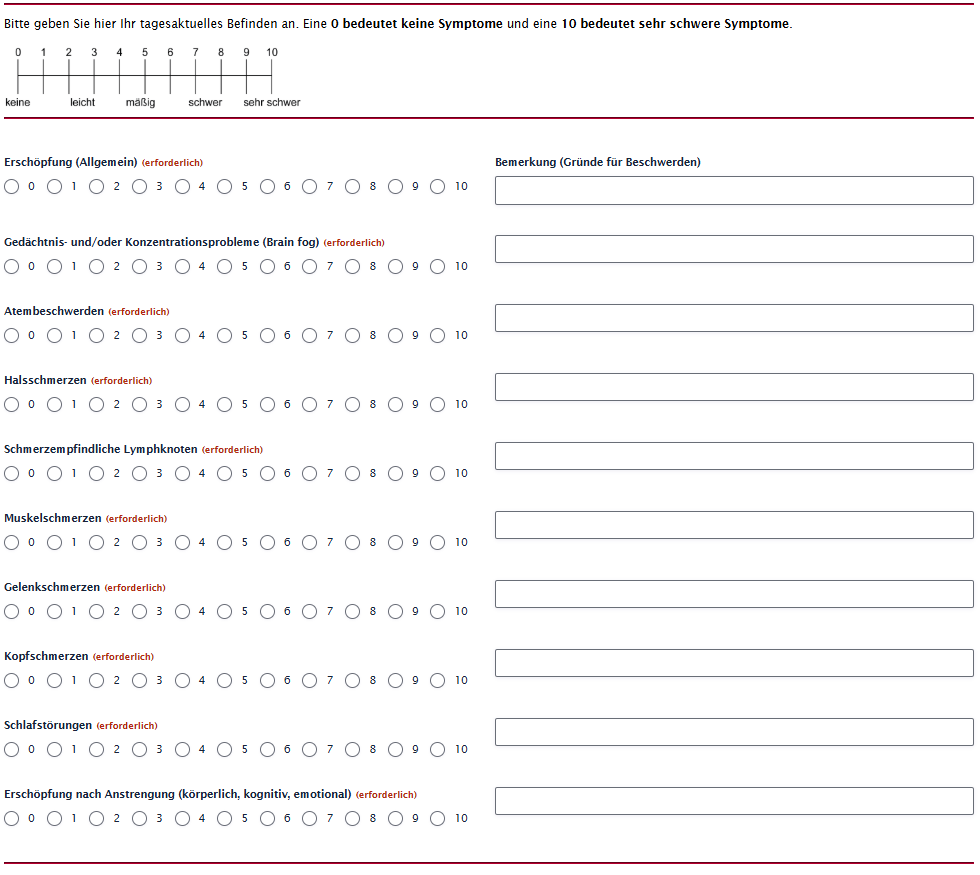 Bitte geben Sie hier Ihr tagesaktuelles Befinden an. Eine 0 bedeutet keine Symptome und eine 10 bedeutet sehr schwere Symptome.
0 1 2 3 4 5 6 7 8 9 10
keine leicht mäßig schwer sehr schwer
Erschöpfung (Allgemein) (erforderlich) Bemerkung (Gründe für Beschwerden)
0 1 2 3 4 5 6 7 8 9 10
Gedächtnis- und/oder Konzentrationsprobleme (Brain fog) (erforderlich)
0 1 2 3 4 5 6 7 8 9 10
Atembeschwerden (erforderlich)
0 1 2 3 4 5 6 7 8 9 10
Halsschmerzen (erforderlich)
0 1 2 3 4 5 6 7 8 9 10
Schmerzempfindliche Lymphknoten (erforderlich)
0 1 2 3 4 5 6 7 8 9 10
Muskelschmerzen (erforderlich)
0 1 2 3 4 5 6 7 8 9 10
Gelenkschmerzen (erforderlich)
0 1 2 3 4 5 6 7 8 9 10
Kopfschmerzen (erforderlich)
0 1 2 3 4 5 6 7 8 9 10
Schlafstörungen (erforderlich)
0 1 2 3 4 5 6 7 8 9 10
Erschöpfung nach Anstrengung (körperlich, kognitiv, emotional) (erforderlich)
0 1 2 3 4 5 6 7 8 9 10